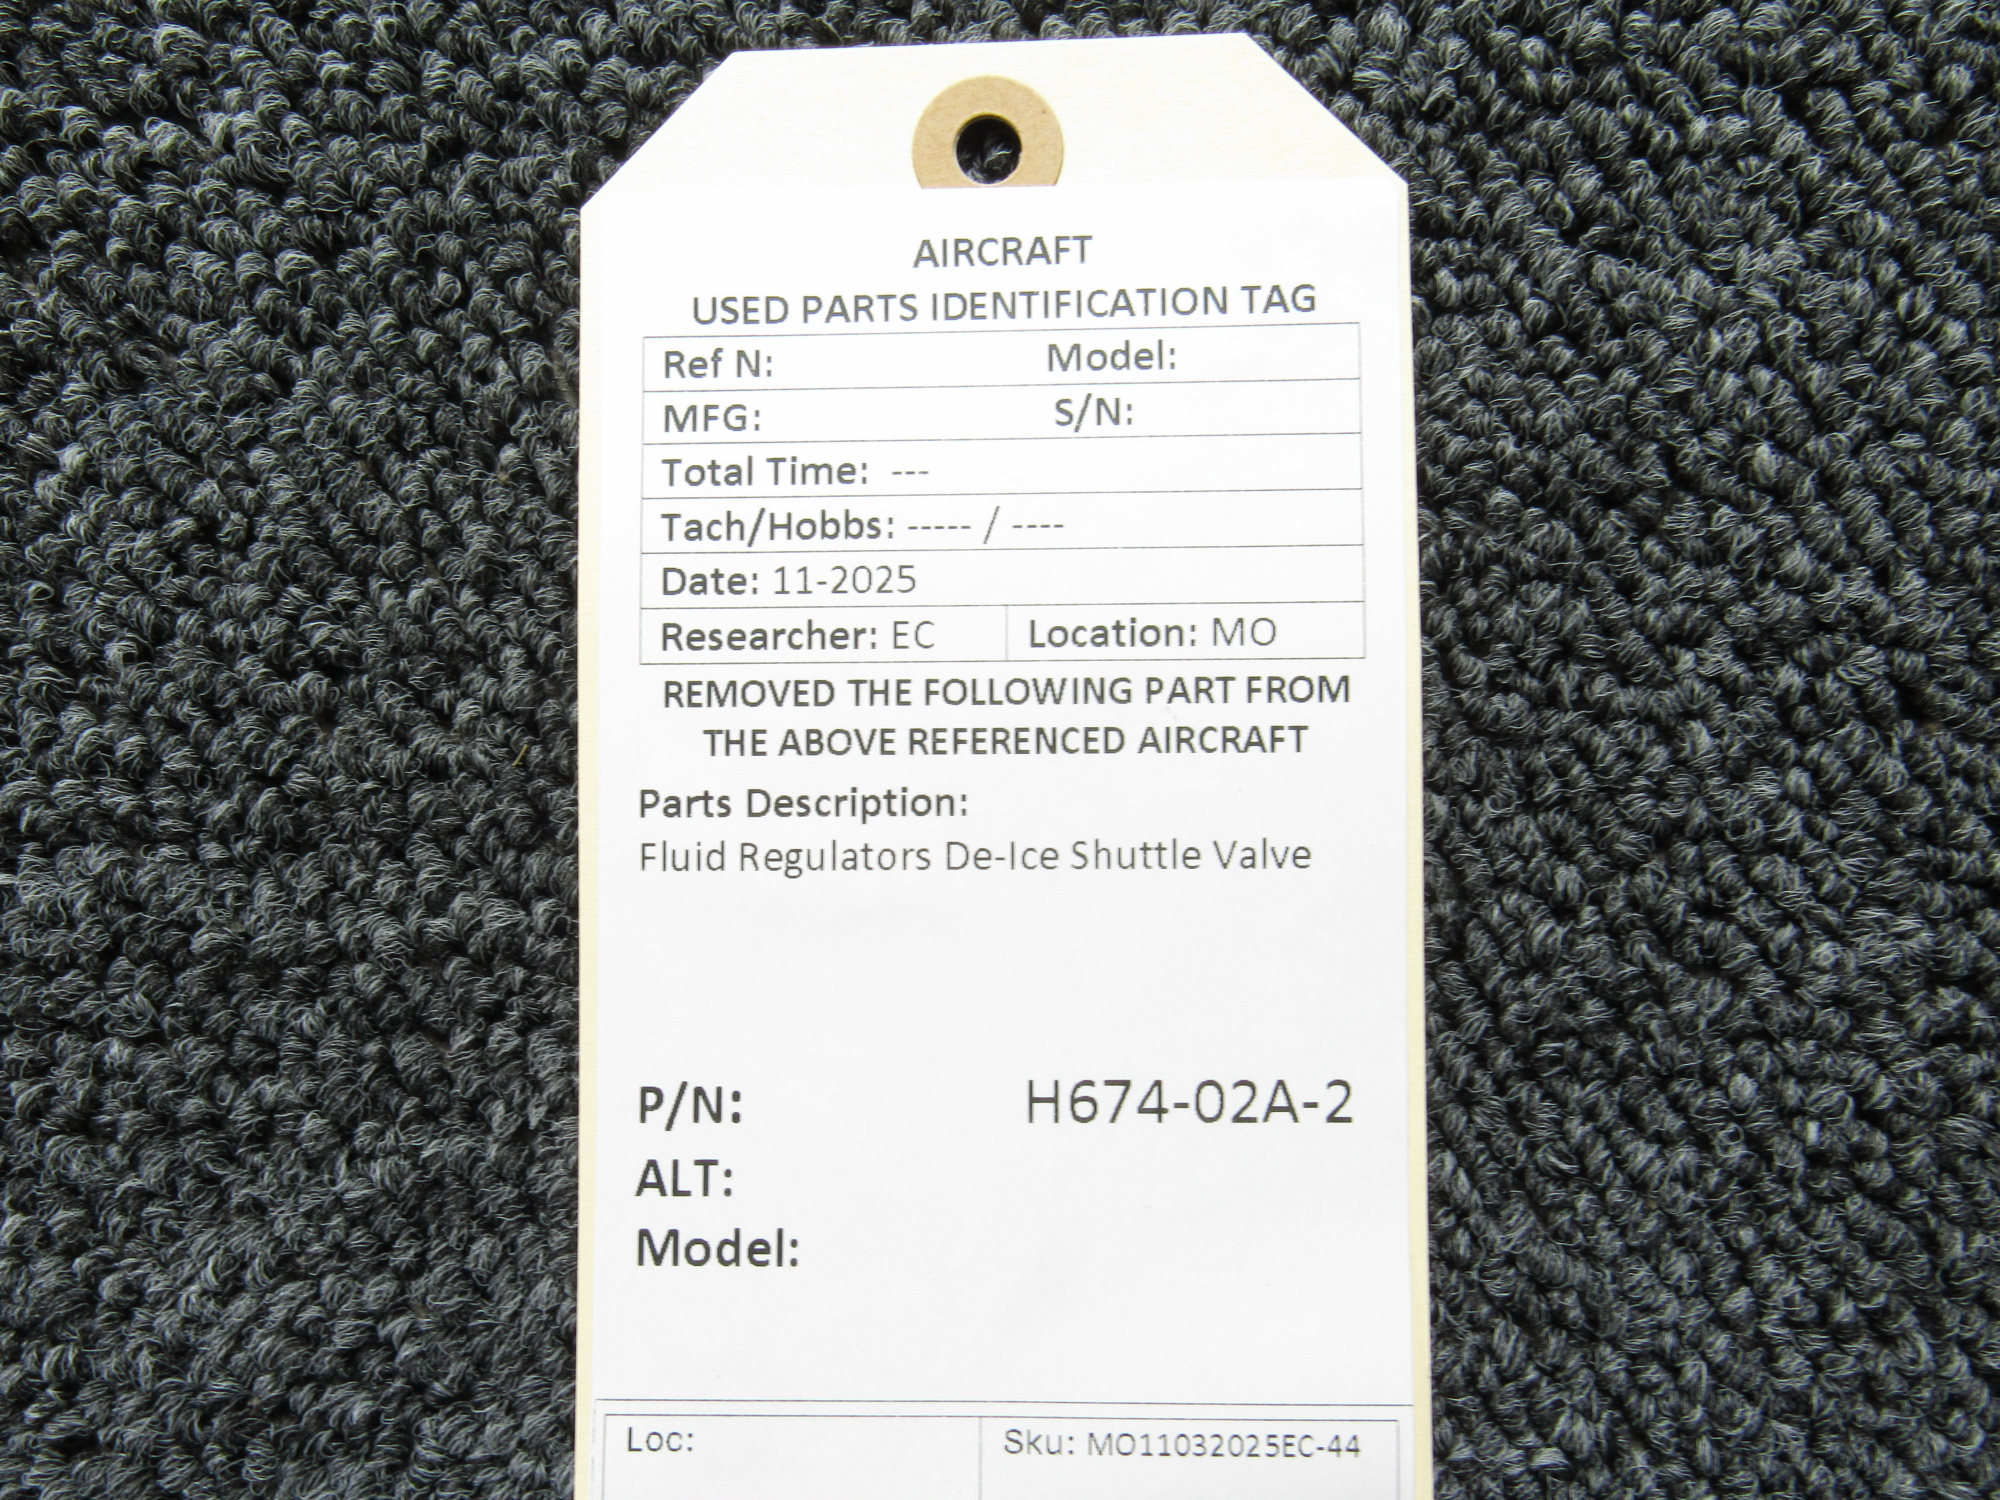 AIRCRAFT
USED PARTS IDENTIFICATION TAG
Ref N: Model:
MFG: S/N:
Total Time: ---
Tach/Hobbs: ----- / ----
Date: 11-2025
Researcher: EC Location: MO
REMOVED THE FOLLOWING PART FROM
THE ABOVE REFERENCED AIRCRAFT
Parts Description:
Fluid Regulators De-Ice Shuttle Valve
P/N: H674-02A-2
ALT:
Model:
Loc: Sku: MO11032025EC-44